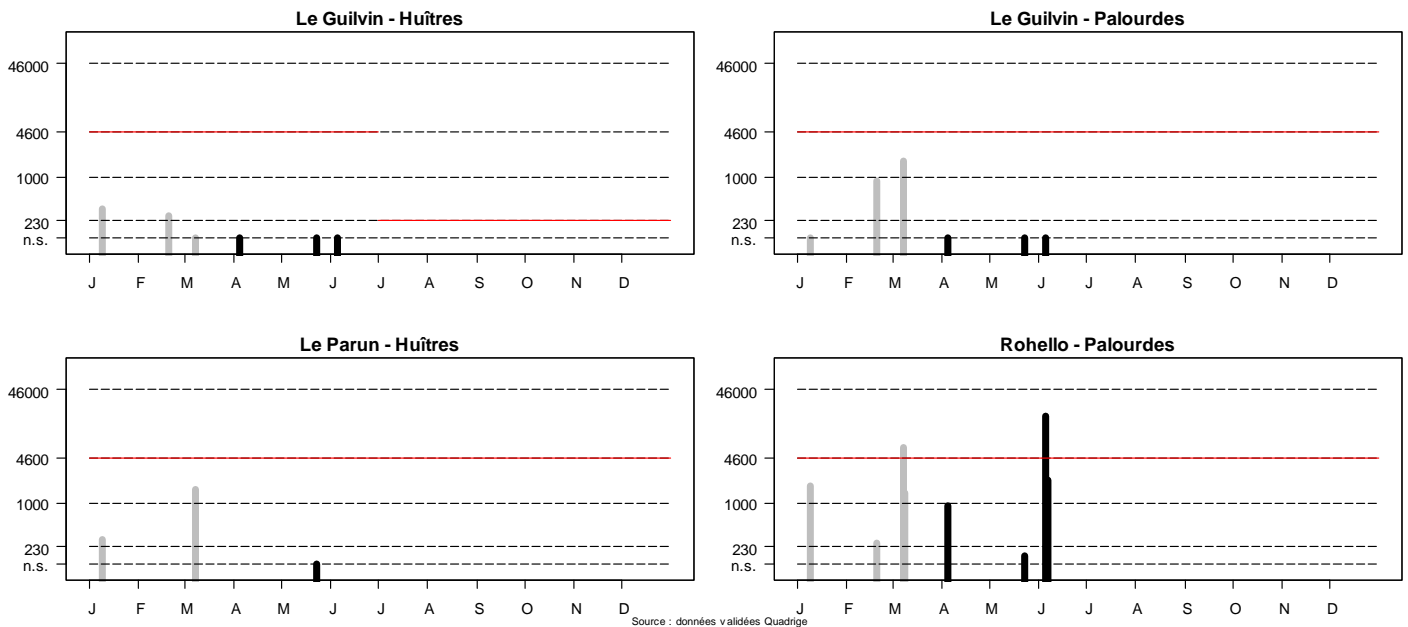 Le Guilvin - Huîtres
46000
4600
1000
230
n.s.
J F M A M J J A S O N D
Le Guilvin - Palourdes
46000
4600
1000
230
n.s.
J F M A M J J A S O N D
Le Parun - Huîtres
46000
4600
1000
230
n.s.
J F M A M J J A S O N D
Rohello - Palourdes
46000
4600
1000
230
n.s.
J F M A M J J A S O N D
Source : données validées Quadrige